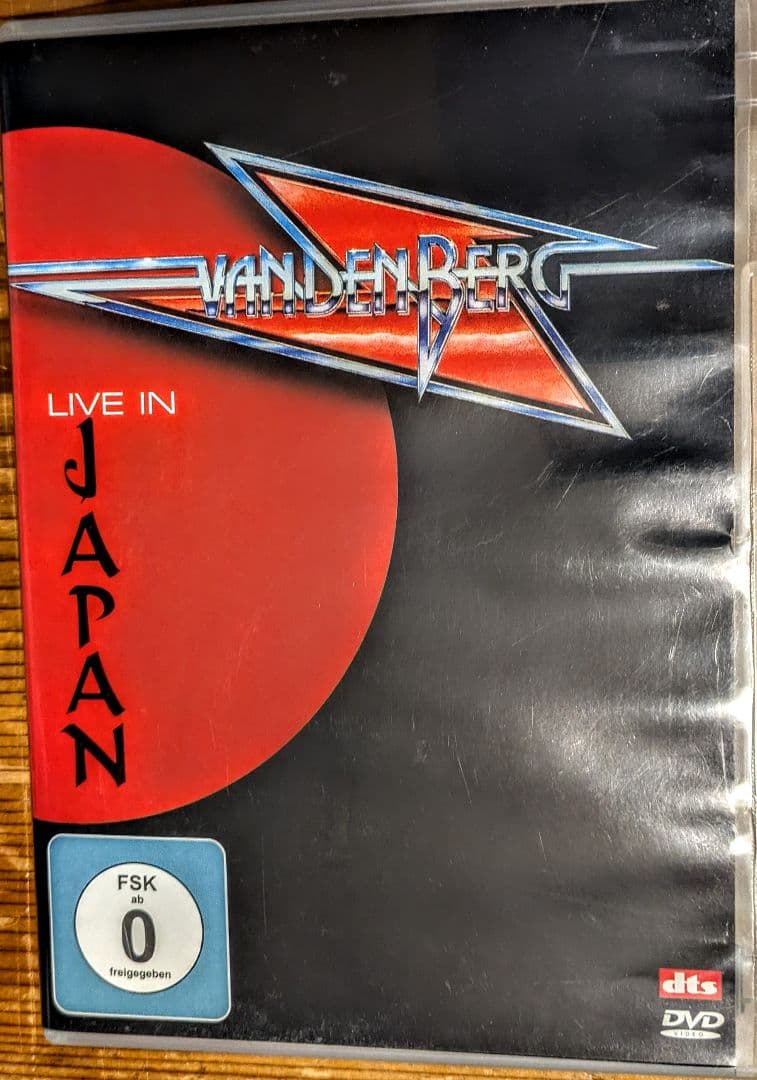 VANDENBERG
LIVE IN
JAPAN
FSK
ab
0
freigegeben
dts
DVD
VIDEO